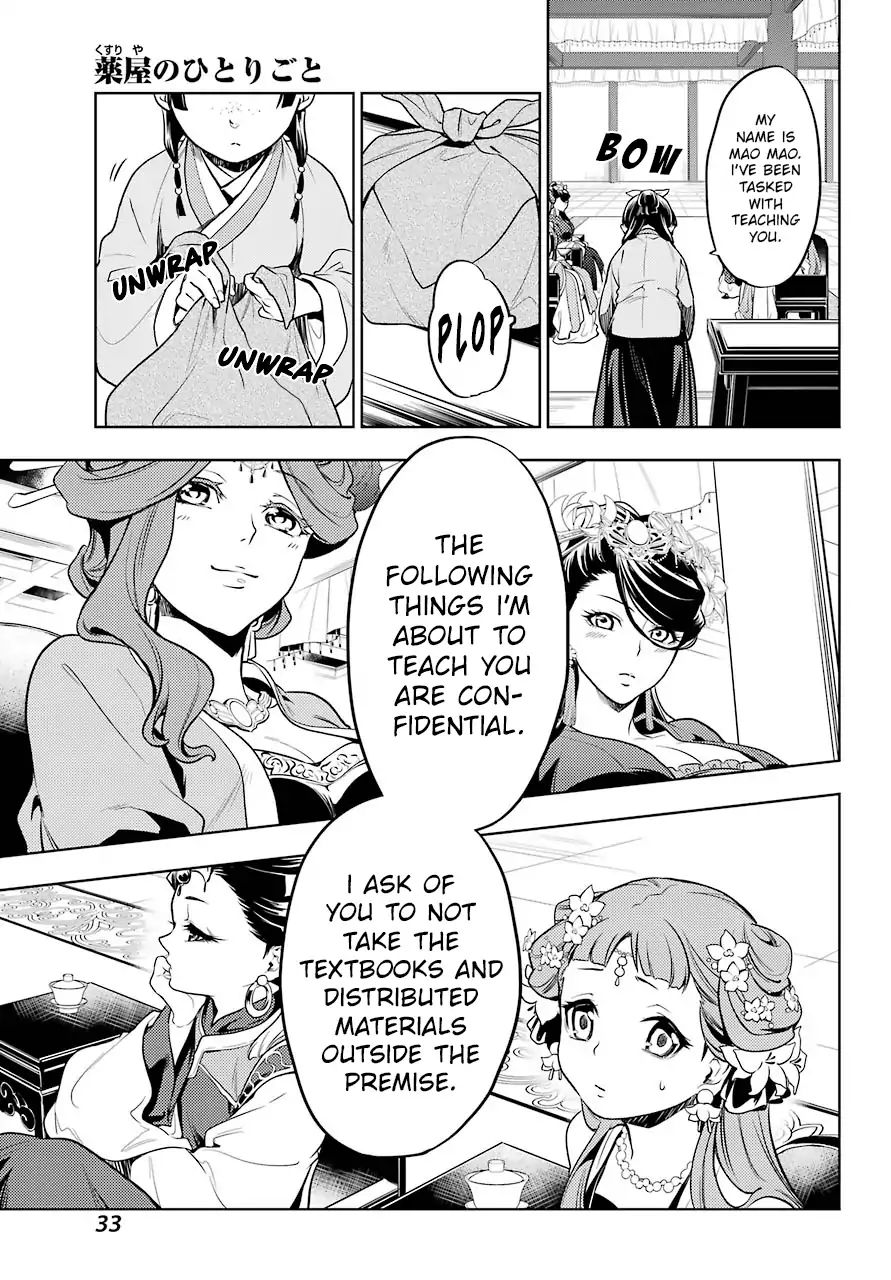 くすり や
薬屋のひとりごと
MY
NAME IS
MAO MAO.
I'VE BEEN
TASKED
WITH
TEACHING
YOU.
BOW
PLOP
UNWRAP
UNWRAP
THE
FOLLOWING
THINGS I'M
ABOUT TO
TEACH YOU
ARE CON-
FIDENTIAL.
I ASK OF
YOU TO NOT
TAKE THE
TEXTBOOKS AND
DISTRIBUTED
MATERIALS
OUTSIDE THE
PREMISE.
33